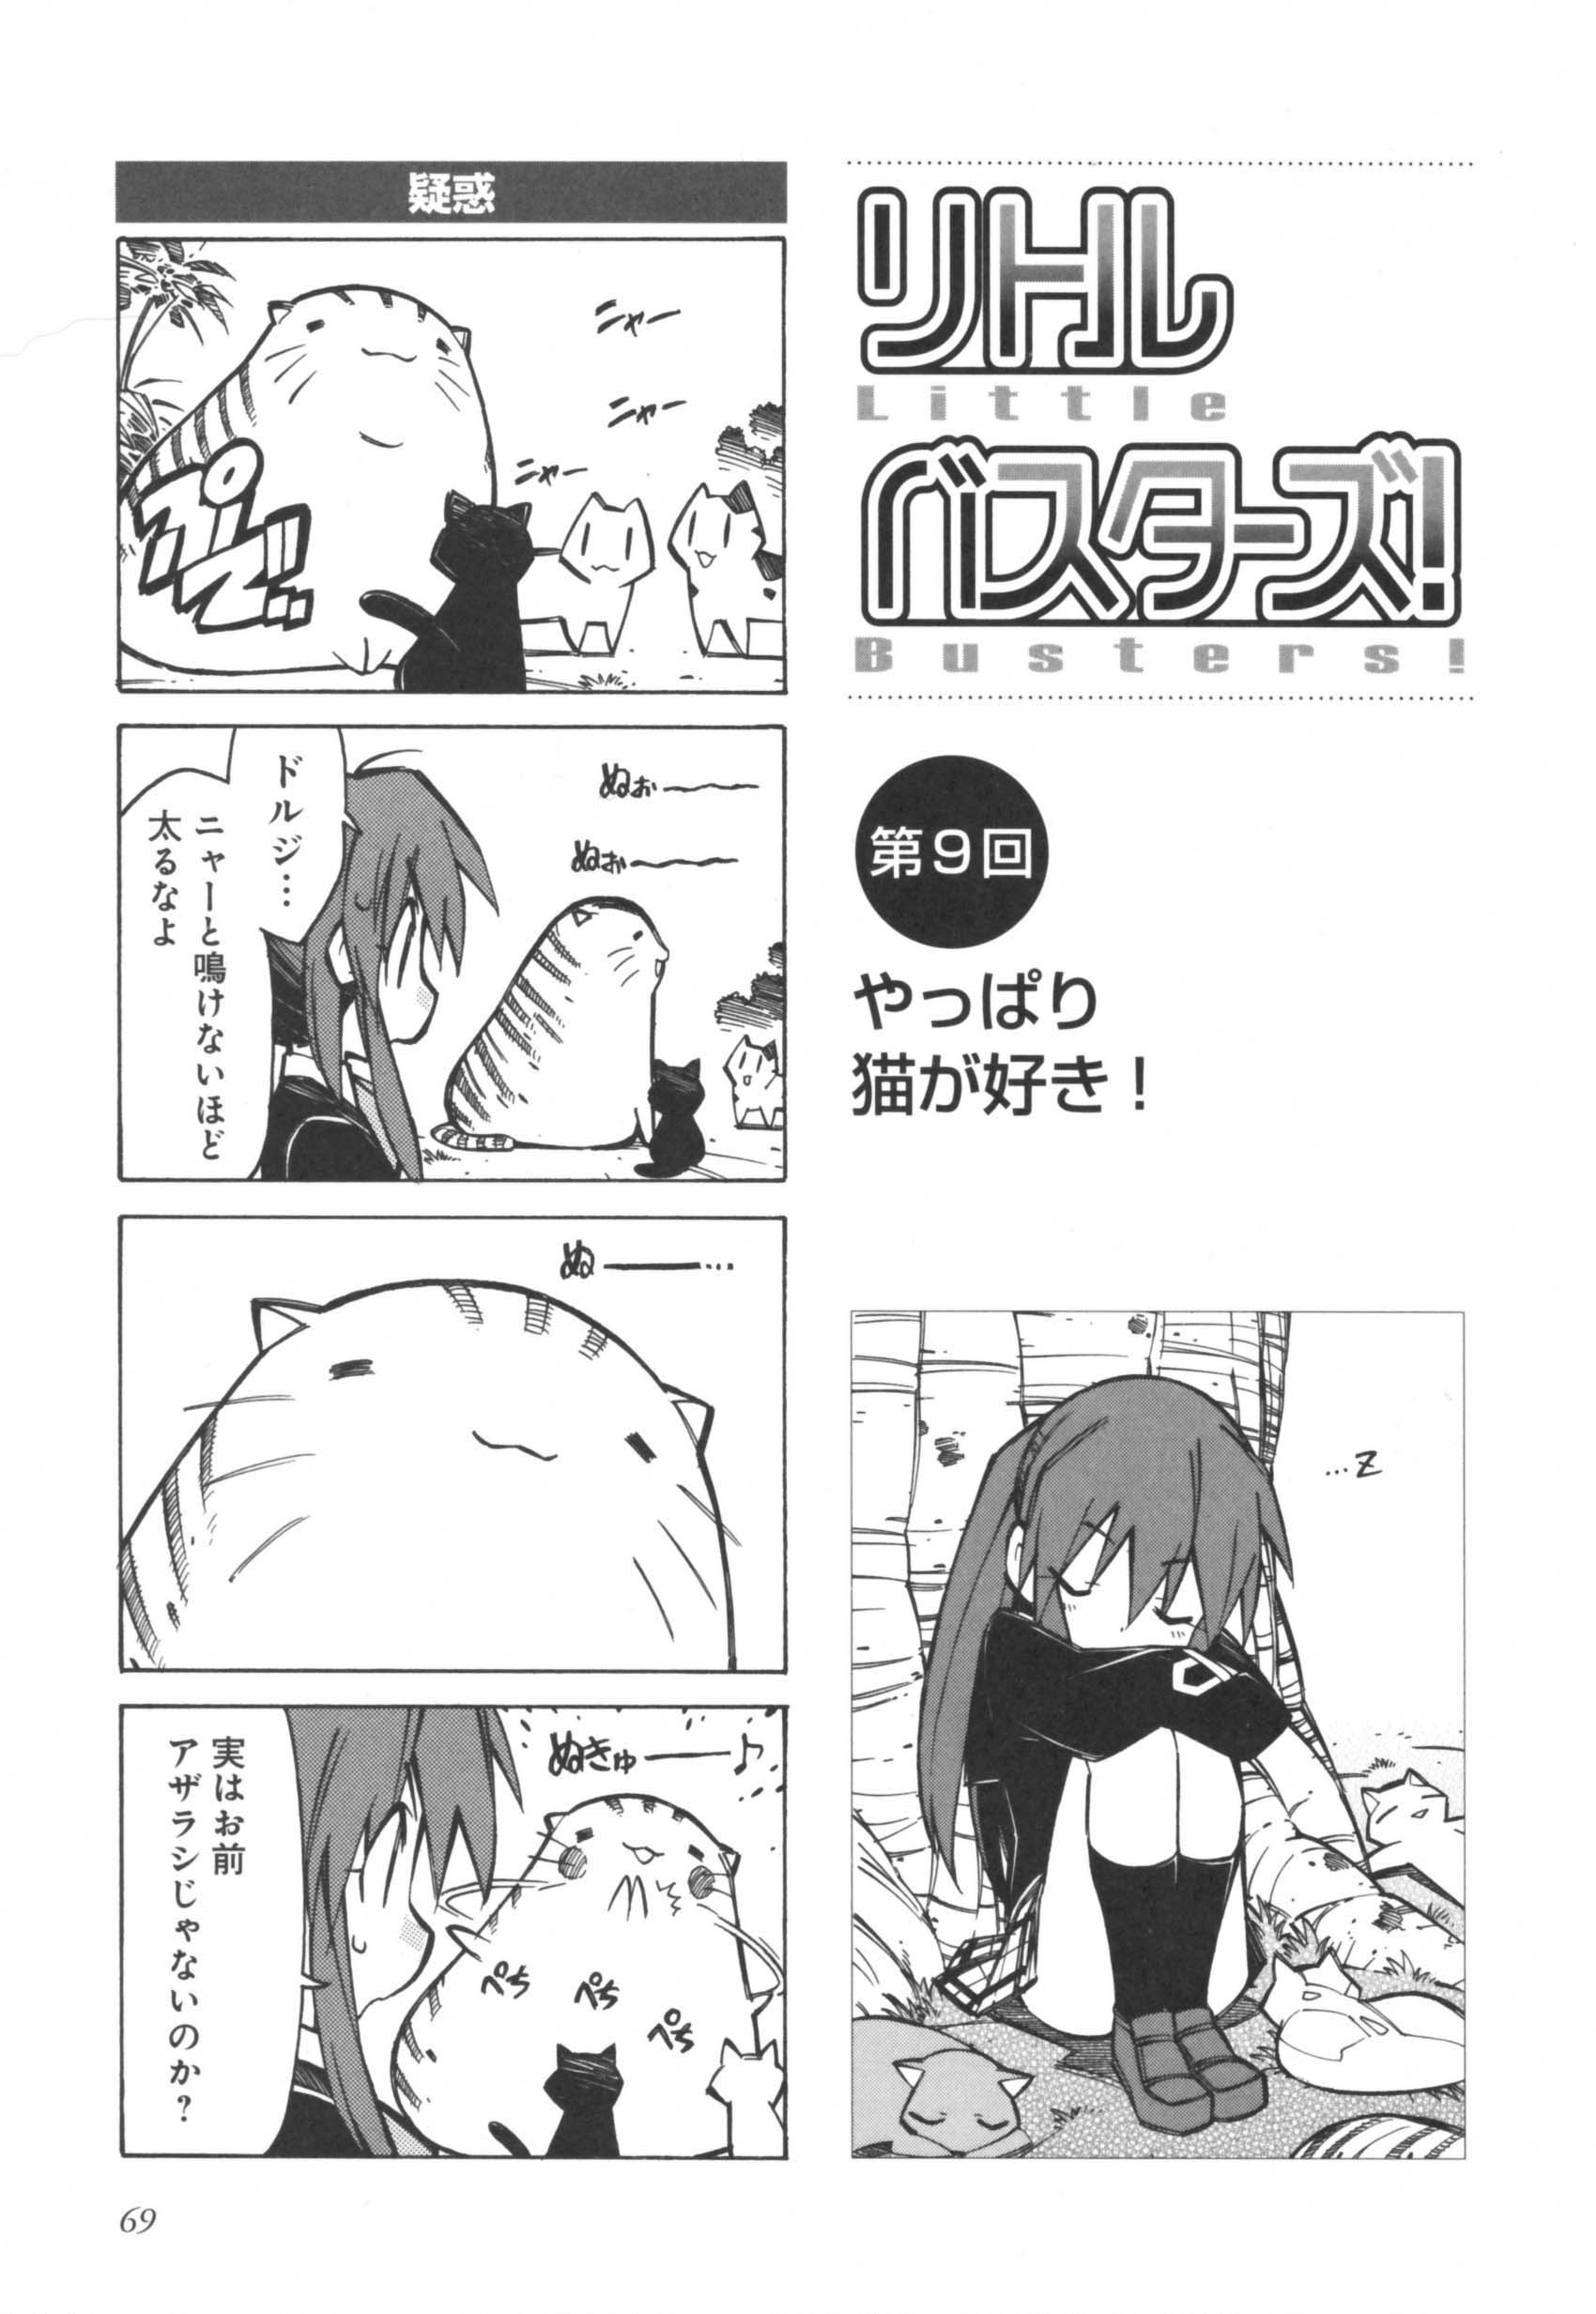 リトル
Little
バスターズ!
Busters!
第9回
やっぱり
猫が好き!
…z
疑惑
ニャー
ニャー
ニャー
ぬぉ――
ぬぉ――
ドルジ…
ニャーと鳴けないほど
太るなよ
ぬ――…
ぬきゅ――♪
ぺち
ぺち
ぺち
実はお前
アザラシじゃないのか?
69